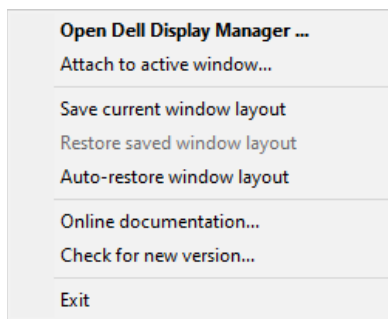 Open Dell Display Manager ...
Attach to active window...
Save current window layout
Restore saved window layout
Auto-restore window layout
Online documentation...
Check for new version...
Exit